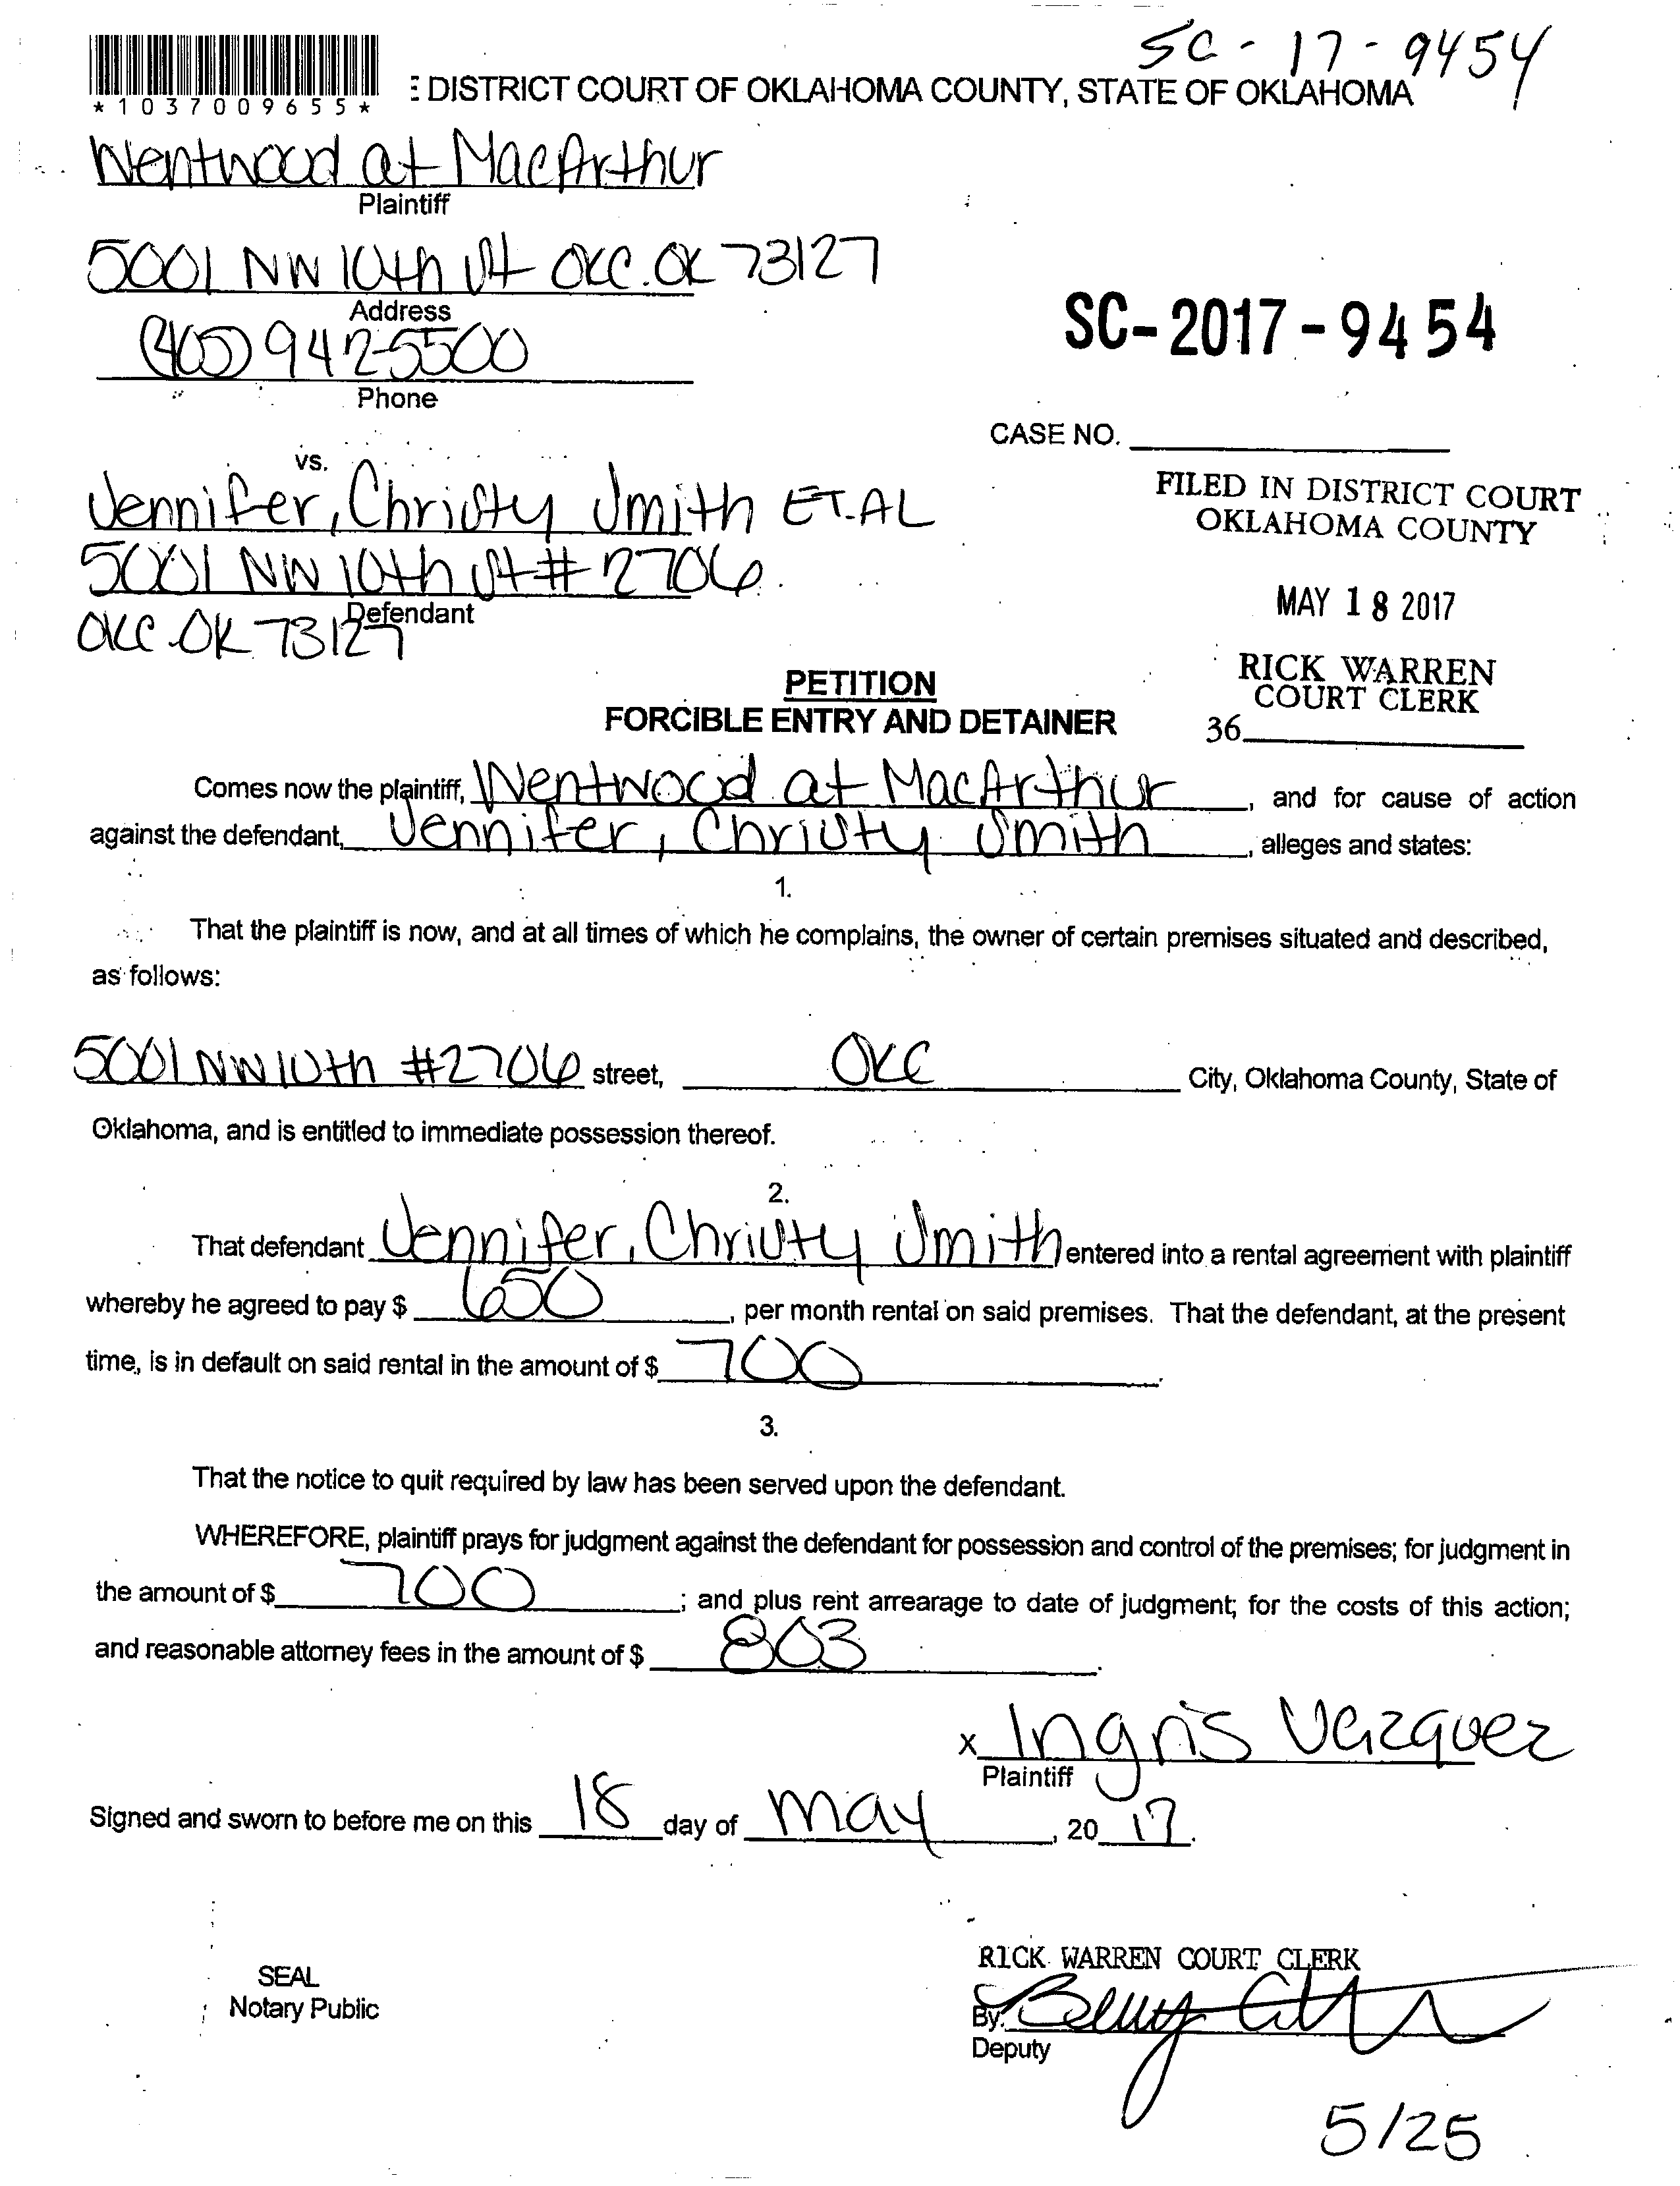 SC-17-9454
*1037009655*
E DISTRICT COURT OF OKLAHOMA COUNTY, STATE OF OKLAHOMA
Wentwood at MacArthur
Plaintiff
5001 NW 10th St OKC. OK 73127
Address
(405) 942-5500
Phone
SC-2017-9454
CASE NO.
vs.
Jennifer, Christy Smith ET.AL
5001 NW 10th St # 2706
Defendant
OKC OK 73127
FILED IN DISTRICT COURT
OKLAHOMA COUNTY
MAY 18 2017
RICK WARREN
COURT CLERK
36
PETITION
FORCIBLE ENTRY AND DETAINER
Comes now the plaintiff, Wentwood at MacArthur, and for cause of action
against the defendant, Jennifer, Christy Smith, alleges and states:
1.
That the plaintiff is now, and at all times of which he complains, the owner of certain premises situated and described,
as follows:
5001 NW 10th #2706 street, OKC City, Oklahoma County, State of
Oklahoma, and is entitled to immediate possession thereof.
2.
That defendant Jennifer, Christy Smith entered into a rental agreement with plaintiff
whereby he agreed to pay $ 650, per month rental on said premises. That the defendant, at the present
time, is in default on said rental in the amount of $ 700.
3.
That the notice to quit required by law has been served upon the defendant.
WHEREFORE, plaintiff prays for judgment against the defendant for possession and control of the premises; for judgment in
the amount of $ 700; and plus rent arrearage to date of judgment; for the costs of this action;
and reasonable attorney fees in the amount of $ 803.
x Ingris Vazquez
Plaintiff
Signed and sworn to before me on this 18 day of May, 20 17.
SEAL
Notary Public
RICK WARREN COURT CLERK
By:
Deputy
5/25